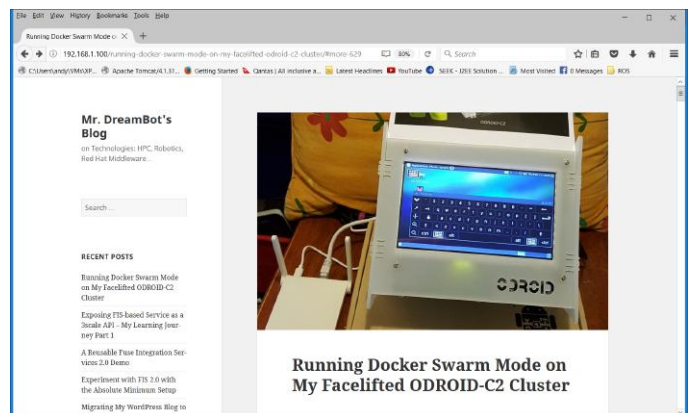 File Edit View History Bookmarks Tools Help
Running Docker Swarm Mode o
192.168.1.100/running-docker-swarm-mode-on-my-facelifted-odroid-c2-cluster/#more-629
80%
Search
Getting Started
Qantas | All inclusive a...
Latest Headlines
YouTube
SEEK - J2EE Solution ...
Most Visited
0 Messages
ROS
Mr. DreamBot's
Blog
on Technologies: HPC, Robotics,
Red Hat Middleware...
Search ...
RECENT POSTS
Running Docker Swarm Mode
on My Facelifted ODROID-C2
Cluster
Exposing FIS-based Service as a
3scale API – My Learning Jour-
ney Part 1
A Reusable Fuse Integration Ser-
vices 2.0 Demo
Experiment with FIS 2.0 with
the Absolute Minimum Setup
Migrating My WordPress Blog to
ODROID-C2
ODROID
Running Docker Swarm Mode on
My Facelifted ODROID-C2 Cluster